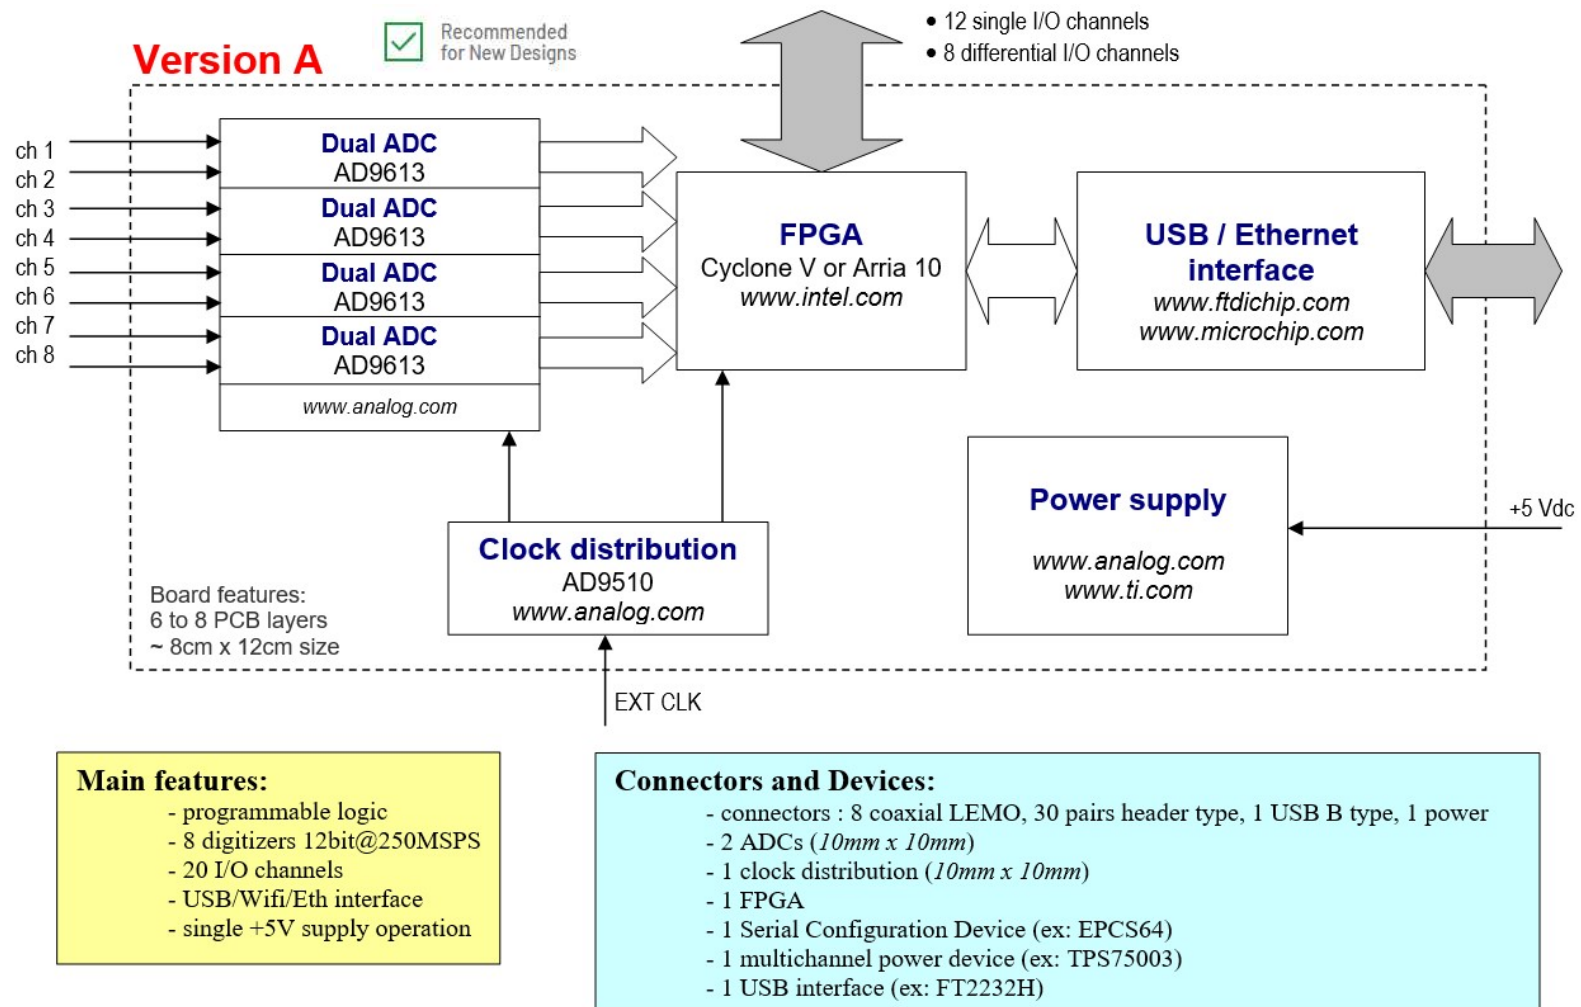 • 12 single I/O channels
• 8 differential I/O channels
Recommended
for New Designs
Version A
ch 1
ch 2
ch 3
ch 4
ch 5
ch 6
ch 7
ch 8
Dual ADC
AD9613
Dual ADC
AD9613
Dual ADC
AD9613
Dual ADC
AD9613
www.analog.com
FPGA
Cyclone V or Arria 10
www.intel.com
USB / Ethernet
interface
www.ftdichip.com
www.microchip.com
Power supply
www.analog.com
www.ti.com
+5 Vdc
Clock distribution
AD9510
www.analog.com
Board features:
6 to 8 PCB layers
~ 8cm x 12cm size
EXT CLK
Main features:
- programmable logic
- 8 digitizers 12bit@250MSPS
- 20 I/O channels
- USB/Wifi/Eth interface
- single +5V supply operation
Connectors and Devices:
- connectors : 8 coaxial LEMO, 30 pairs header type, 1 USB B type, 1 power
- 2 ADCs (10mm x 10mm)
- 1 clock distribution (10mm x 10mm)
- 1 FPGA
- 1 Serial Configuration Device (ex: EPCS64)
- 1 multichannel power device (ex: TPS75003)
- 1 USB interface (ex: FT2232H)